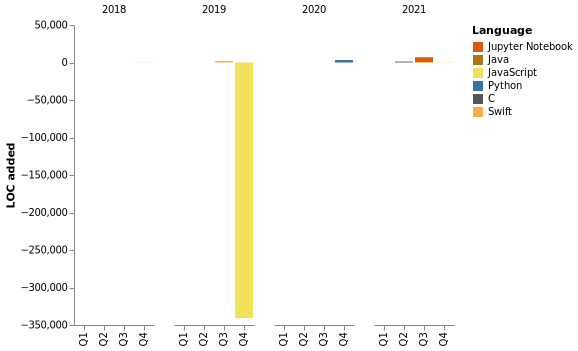 2018 2019 2020 2021
Language
Jupyter Notebook
Java
JavaScript
Python
C
Swift
LOC added
50,000
0
−50,000
−100,000
−150,000
−200,000
−250,000
−300,000
−350,000
Q1 Q2 Q3 Q4 Q1 Q2 Q3 Q4 Q1 Q2 Q3 Q4 Q1 Q2 Q3 Q4